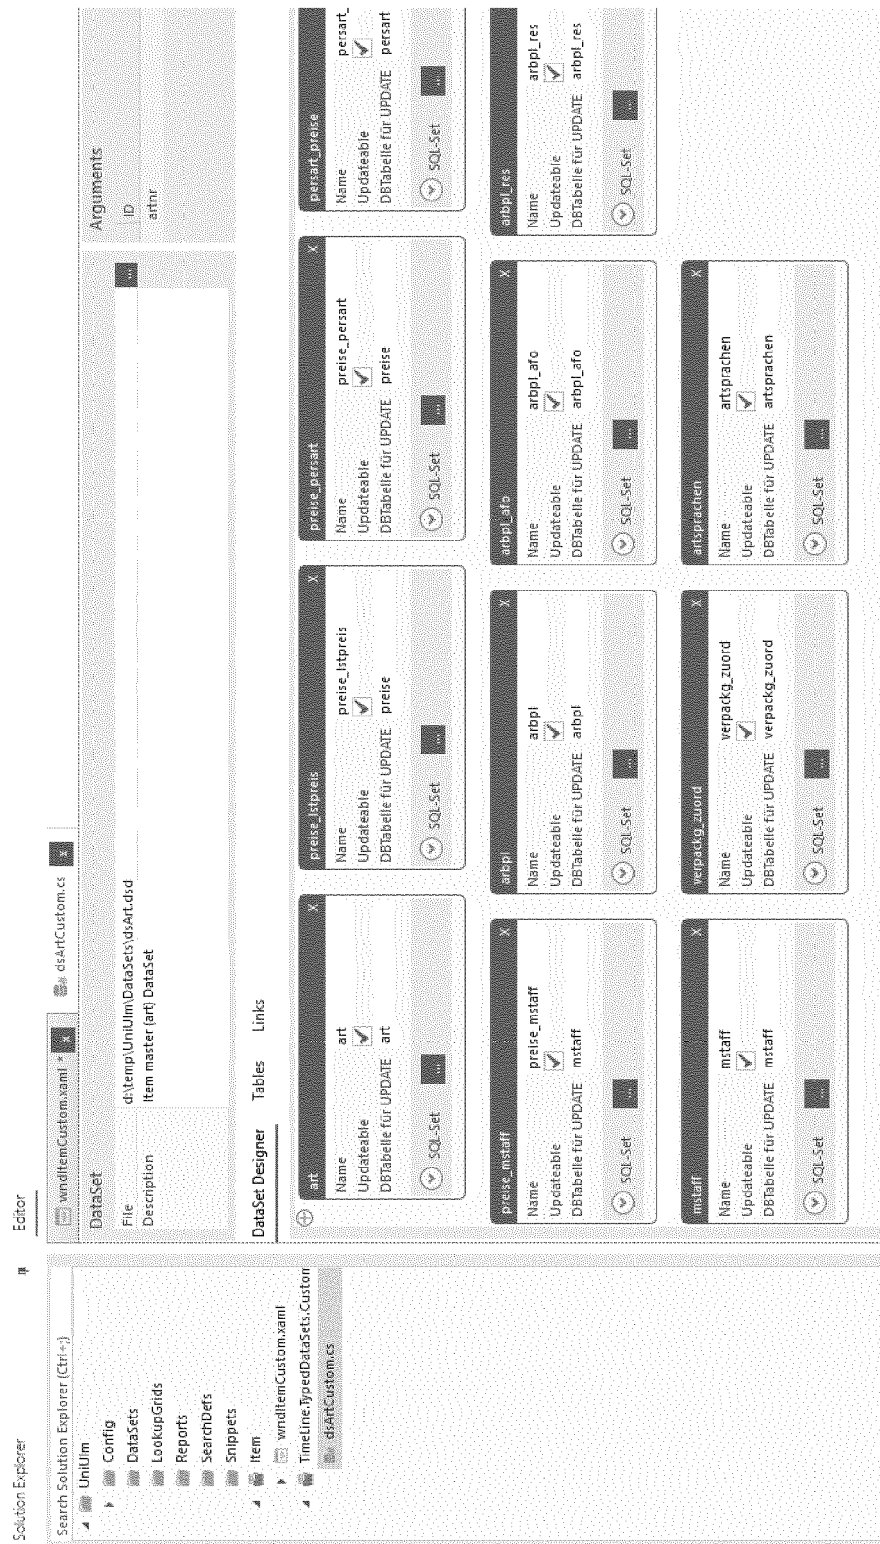 Solution Explorer
Search Solution Explorer (Ctrl+;)
UniUlm
Config
DataSets
LookupGrids
Reports
SearchDefs
Snippets
Item
wndItemCustom.xaml
TimeLine.TypedDataSets.Custom
dsArtCustom.cs
Editor
wndItemCustom.xaml * x
dsArtCustom.cs x
DataSet
File d:\temp\UniUlm\DataSets\dsArt.dsd ...
Description Item master (art) DataSet
Arguments
ID
artnr
DataSet Designer Tables Links
art X
Name art
Updateable
DBTabelle für UPDATE art
SQL-Set ...
preise_lstpreis X
Name preise_lstpreis
Updateable
DBTabelle für UPDATE preise
SQL-Set ...
preise_persart X
Name preise_persart
Updateable
DBTabelle für UPDATE preise
SQL-Set ...
persart_preise
Name persart_
Updateable
DBTabelle für UPDATE persart
SQL-Set ...
preise_mstaff X
Name preise_mstaff
Updateable
DBTabelle für UPDATE mstaff
SQL-Set ...
arbpl X
Name arbpl
Updateable
DBTabelle für UPDATE arbpl
SQL-Set ...
arbpl_afo X
Name arbpl_afo
Updateable
DBTabelle für UPDATE arbpl_afo
SQL-Set ...
arbpl_res
Name arbpl_res
Updateable
DBTabelle für UPDATE arbpl_res
SQL-Set ...
mstaff X
Name mstaff
Updateable
DBTabelle für UPDATE mstaff
SQL-Set ...
verpackg_zuord X
Name verpackg_zuord
Updateable
DBTabelle für UPDATE verpackg_zuord
SQL-Set ...
artsprachen X
Name artsprachen
Updateable
DBTabelle für UPDATE artsprachen
SQL-Set ...